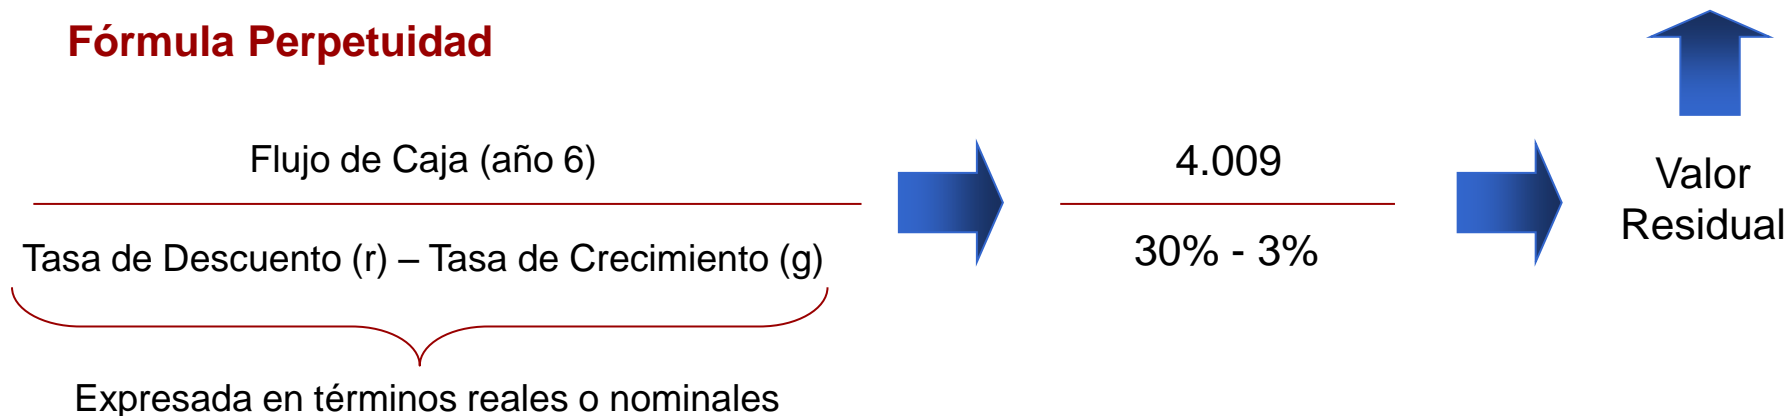 Fórmula Perpetuidad
Flujo de Caja (año 6)
Tasa de Descuento (r) – Tasa de Crecimiento (g)
Expresada en términos reales o nominales
4.009
30% - 3%
Valor
Residual